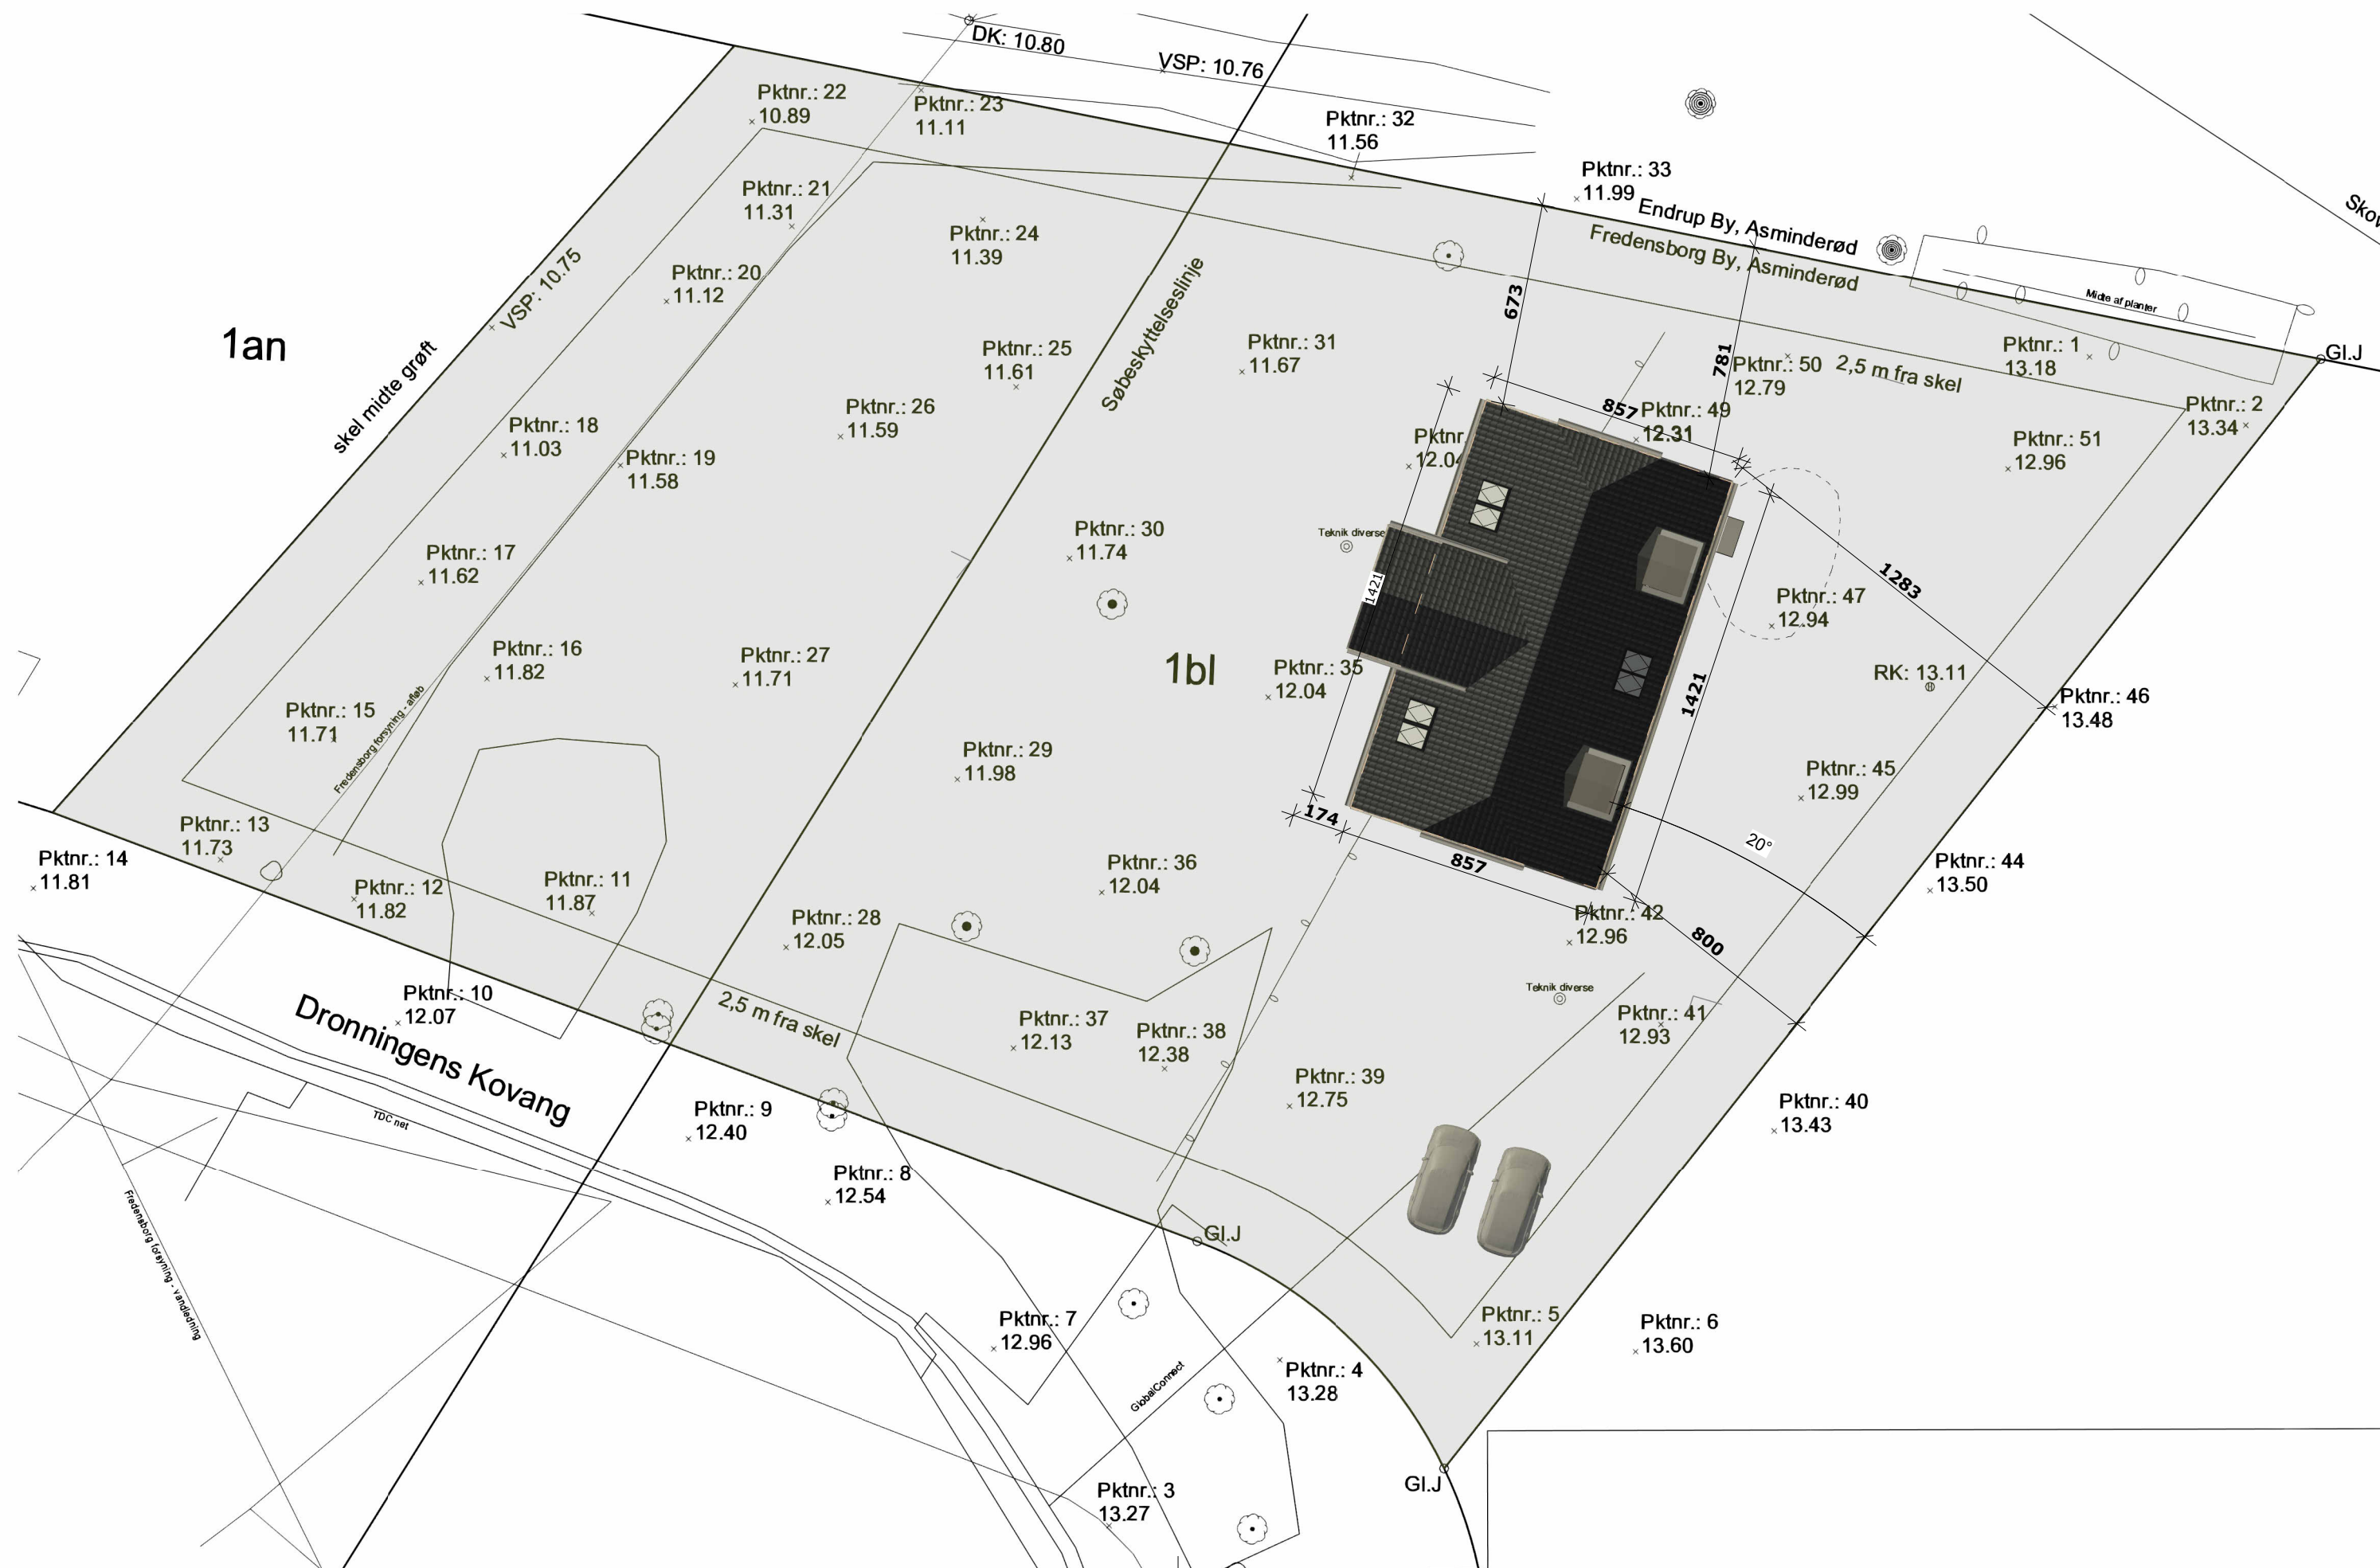 DK: 10.80
VSP: 10.76
Pktnr.: 22
10.89
Pktnr.: 23
11.11
Pktnr.: 32
11.56
Pktnr.: 33
11.99
Endrup By, Asminderød
Fredensborg By, Asminderød
Pktnr.: 21
11.31
Pktnr.: 24
11.39
Pktnr.: 20
11.12
VSP: 10.75
1an
skel midte grøft
Søbeskyttelseslinje
673
781
Midte af planter
Gl.J
Pktnr.: 1
13.18
Pktnr.: 31
11.67
Pktnr.: 25
11.61
Pktnr.: 50
12.79
2,5 m fra skel
Pktnr.: 2
13.34
Pktnr.: 26
11.59
857
Pktnr.: 49
12.31
Pktnr.: 51
12.96
Pktnr.: 18
11.03
Pktnr.: 19
11.58
Pktnr.
12.04
Pktnr.: 30
11.74
Teknik diverse
Pktnr.: 17
11.62
1421
1283
Pktnr.: 47
12.94
Pktnr.: 16
11.82
Pktnr.: 27
11.71
1bl
Pktnr.: 35
12.04
1421
RK: 13.11
Pktnr.: 46
13.48
Pktnr.: 15
11.71
Fredensborg forsyning - afløb
Pktnr.: 29
11.98
Pktnr.: 45
12.99
Pktnr.: 13
11.73
174
857
20°
Pktnr.: 14
11.81
Pktnr.: 12
11.82
Pktnr.: 11
11.87
Pktnr.: 36
12.04
Pktnr.: 44
13.50
Pktnr.: 28
12.05
Pktnr.: 42
12.96
800
Pktnr.: 10
12.07
Teknik diverse
2,5 m fra skel
Pktnr.: 37
12.13
Pktnr.: 38
12.38
Pktnr.: 41
12.93
Dronningens Kovang
TDC net
Pktnr.: 39
12.75
Pktnr.: 9
12.40
Pktnr.: 40
13.43
Pktnr.: 8
12.54
Fredensborg forsyning - vandledning
Gl.J
Pktnr.: 7
12.96
Pktnr.: 5
13.11
Pktnr.: 6
13.60
GlobalConnect
Pktnr.: 4
13.28
Gl.J
Pktnr.: 3
13.27